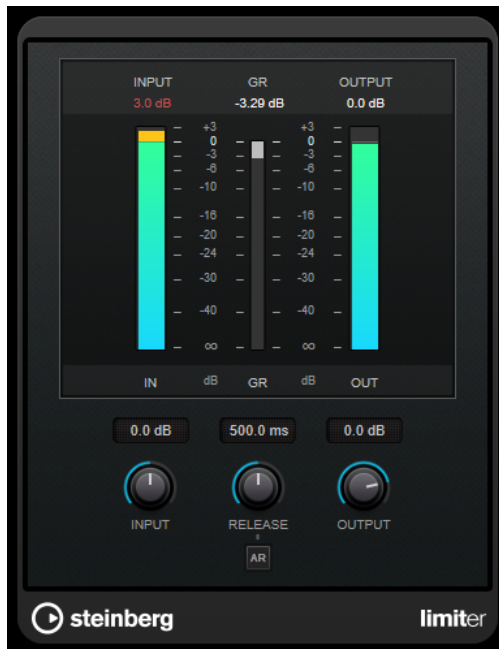 INPUT GR OUTPUT
3.0 dB -3.29 dB 0.0 dB
+3 +3
0 0
-3 -3
-6 -6
-10 -10
-16 -16
-20 -20
-24 -24
-30 -30
-40 -40
∞ ∞
IN dB GR dB OUT
0.0 dB 500.0 ms 0.0 dB
INPUT RELEASE OUTPUT
AR
steinberg limiter